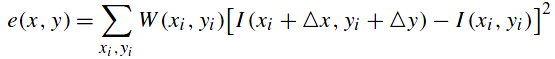 e(x, y) = ∑ W(x_i, y_i)[I(x_i + △x, y_i + △y) − I(x_i, y_i)]^2
x_i, y_i